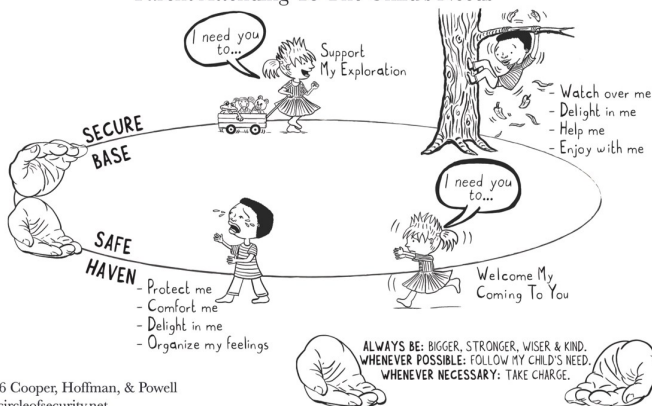 Parent Attending To The Child's Needs
I need you
to...
Support
My Exploration
- Watch over me
- Delight in me
- Help me
- Enjoy with me
SECURE
BASE
I need you
to...
SAFE
HAVEN
- Protect me
- Comfort me
- Delight in me
- Organize my feelings
Welcome My
Coming To You
ALWAYS BE: BIGGER, STRONGER, WISER & KIND.
WHENEVER POSSIBLE: FOLLOW MY CHILD'S NEED.
WHENEVER NECESSARY: TAKE CHARGE.
6 Cooper, Hoffman, & Powell
circleofsecurity.net